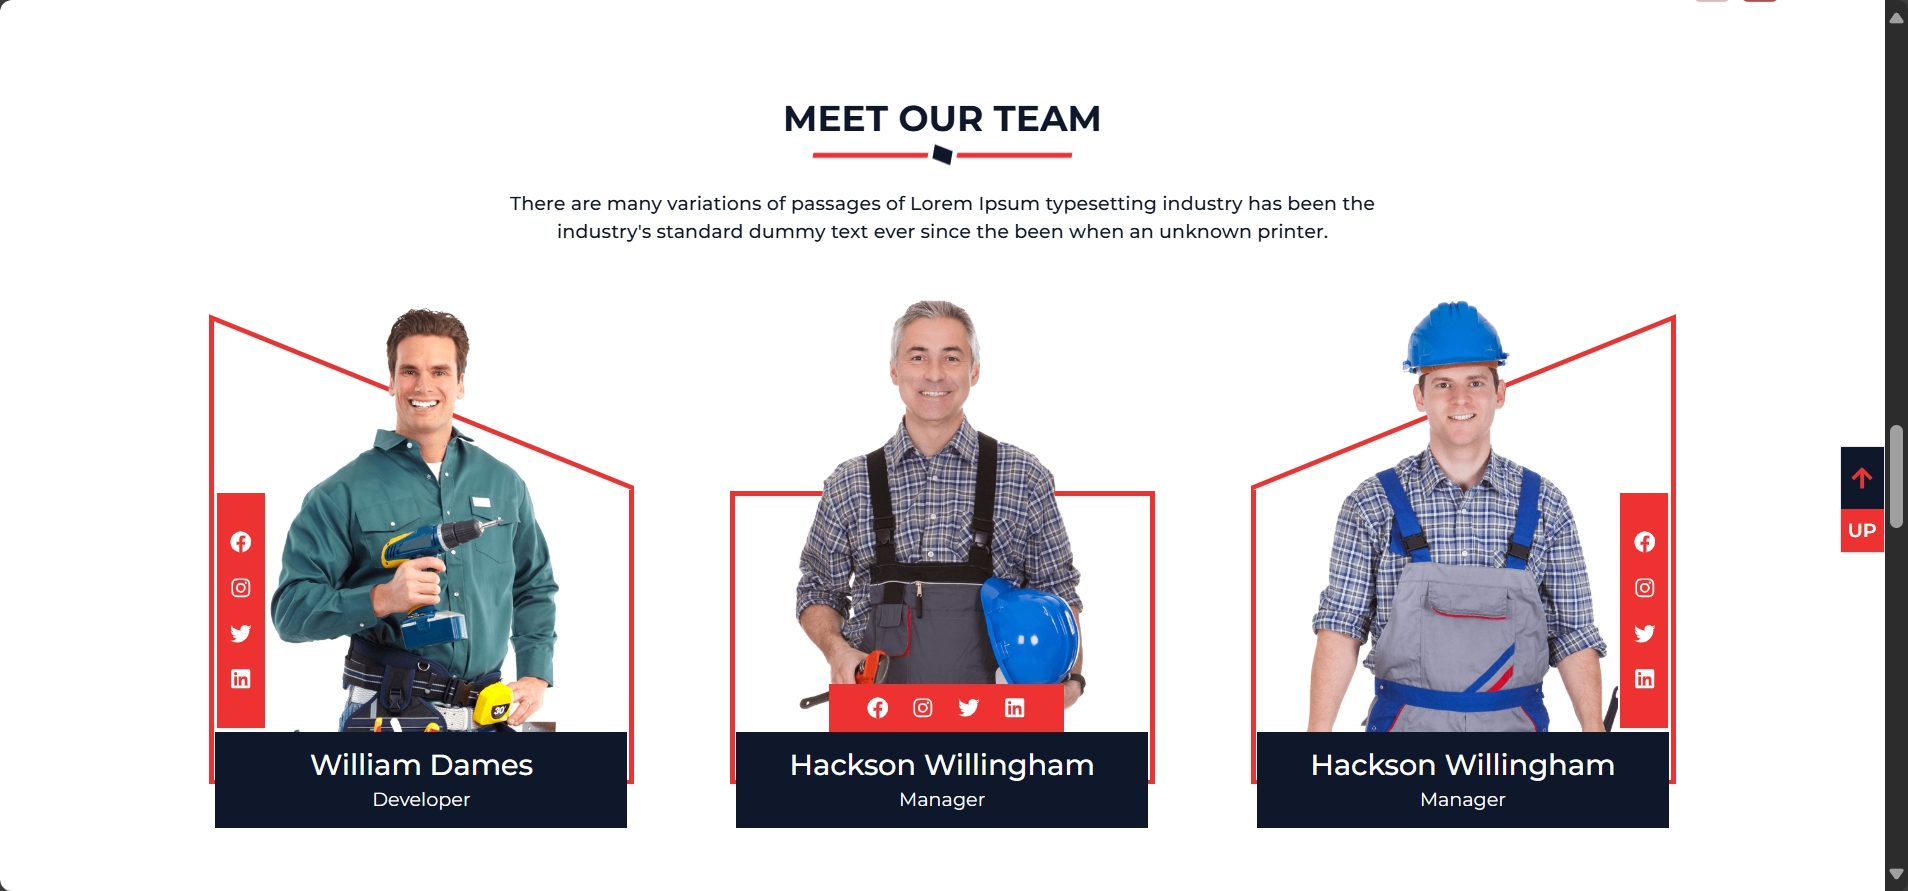 MEET OUR TEAM
There are many variations of passages of Lorem Ipsum typesetting industry has been the
industry's standard dummy text ever since the been when an unknown printer.
UP
30'
William Dames
Developer
Hackson Willingham
Manager
Hackson Willingham
Manager